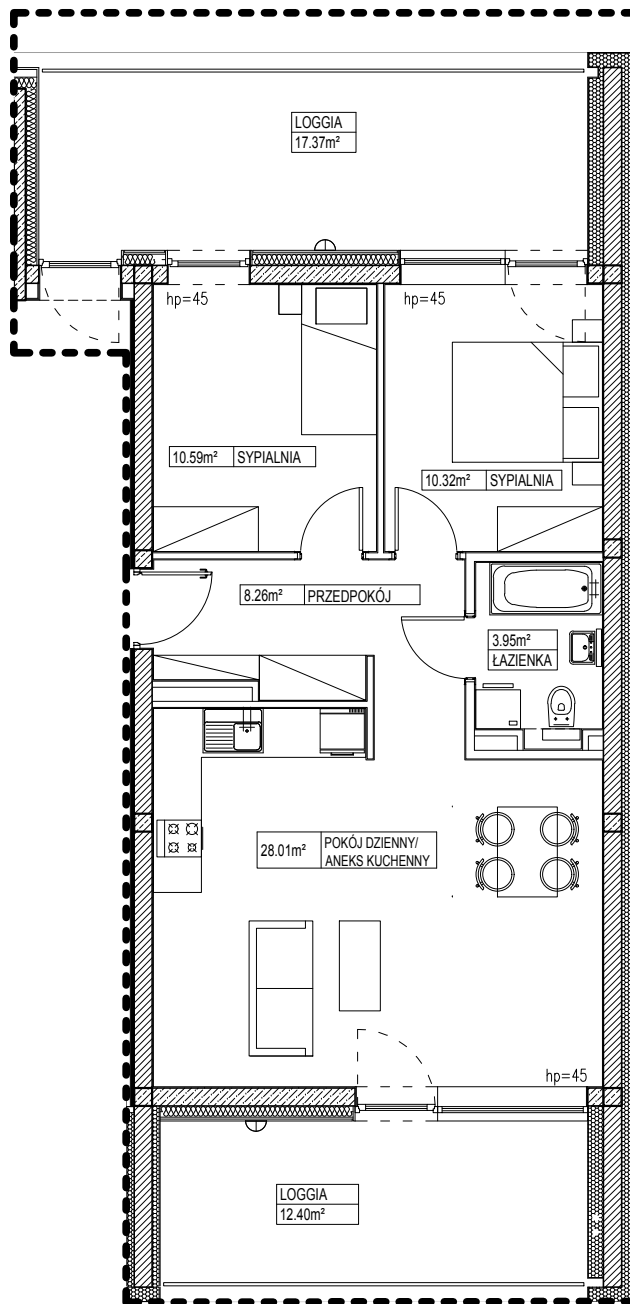 LOGGIA
17.37m²
hp=45
hp=45
10.59m² SYPIALNIA
10.32m² SYPIALNIA
8.26m² PRZEDPOKÓJ
3.95m²
ŁAZIENKA
28.01m² POKÓJ DZIENNY/
ANEKS KUCHENNY
hp=45
LOGGIA
12.40m²